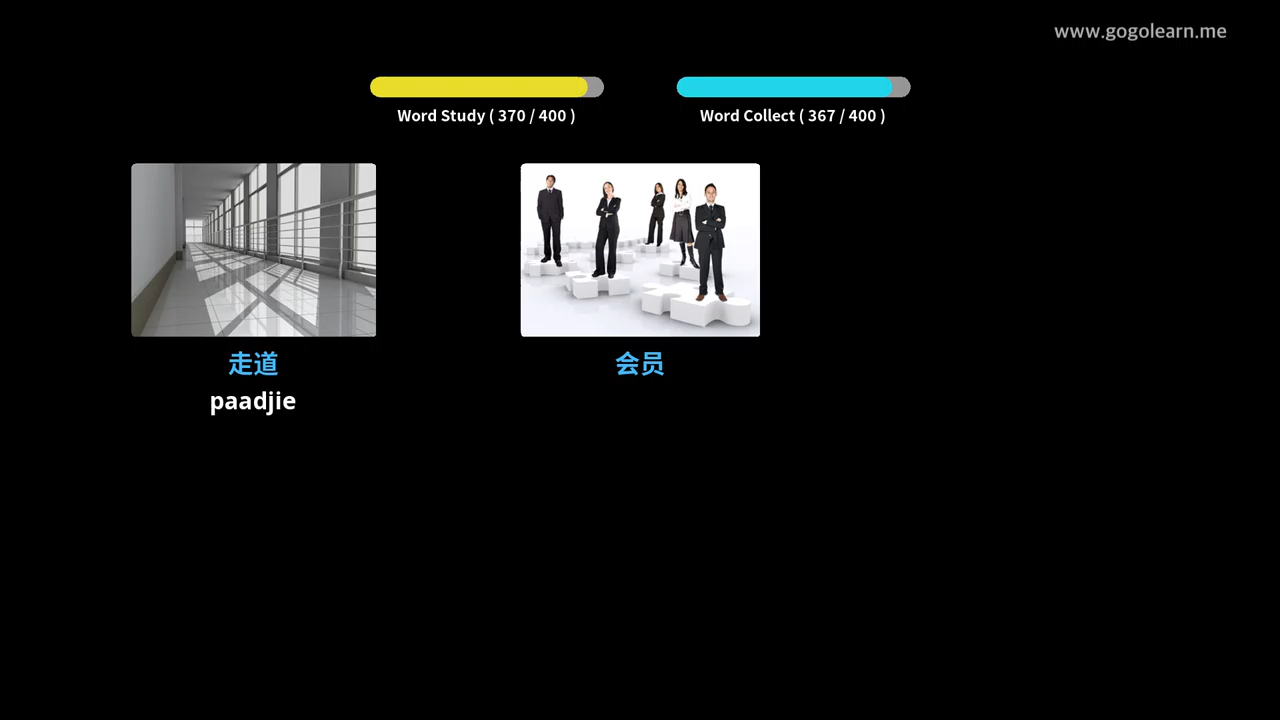 www.gogolearn.me
Word Study ( 370 / 400 )
Word Collect ( 367 / 400 )
走道
paadjie
会员